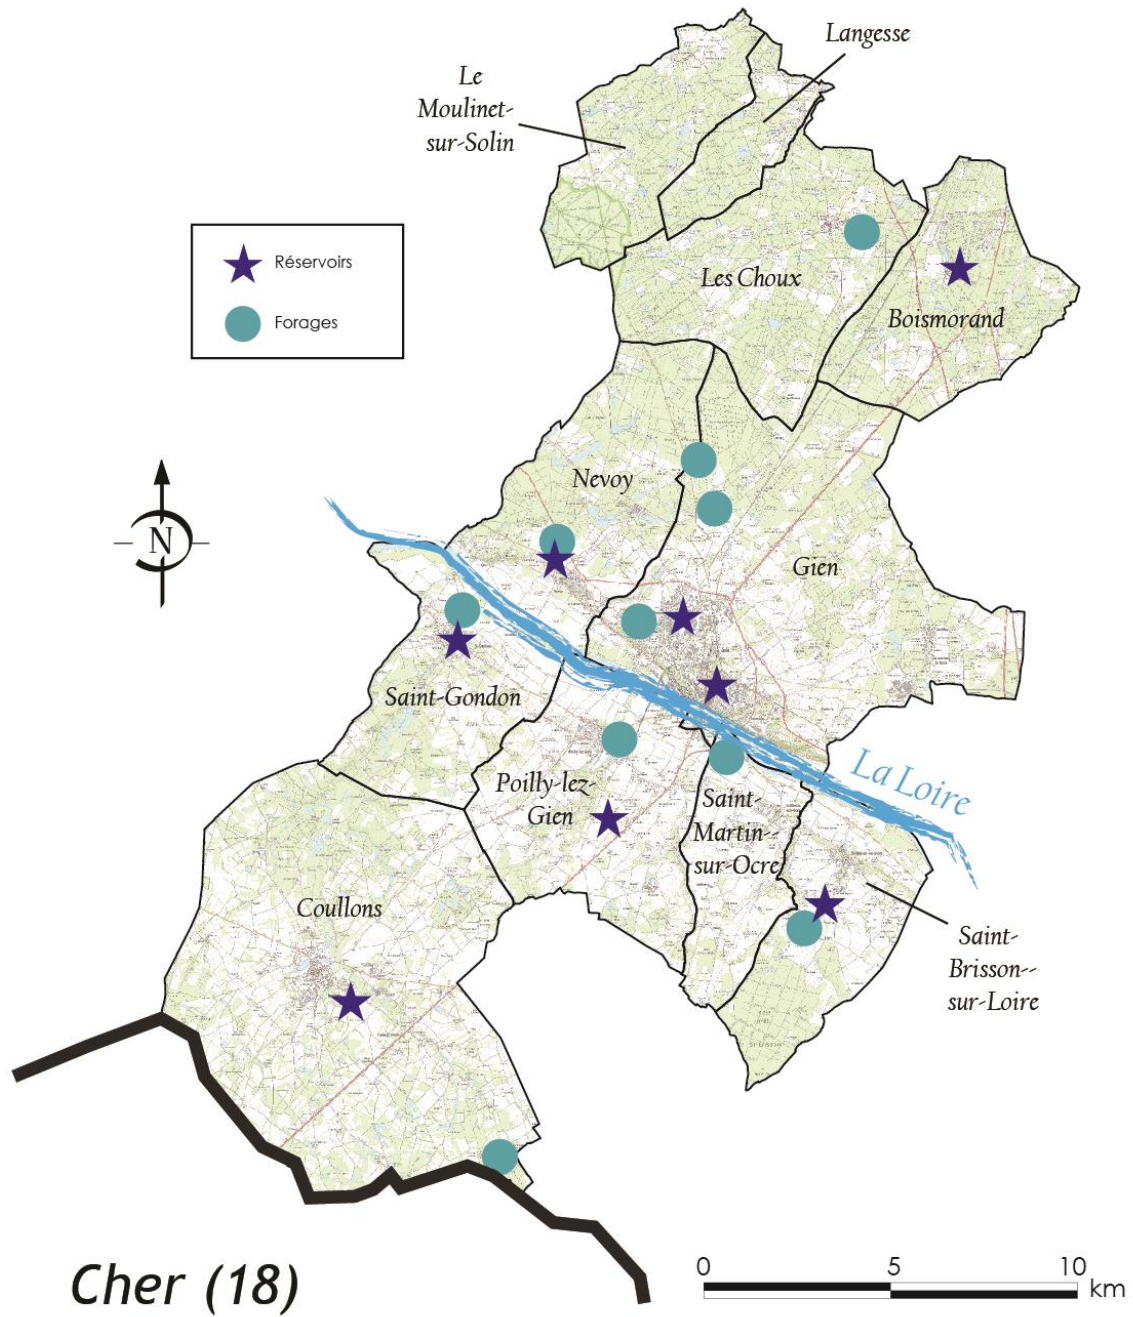 Langesse
Le
Moulinet-
sur-Solin
Réservoirs
Forages
Les Choux
Boismorand
Nevoy
N
Gien
Saint-Gondon
La Loire
Poilly-lez-
Gien
Saint-
Martin--
sur-Ocre
Coullons
Saint-
Brisson--
sur-Loire
Cher (18)
0 5 10
km